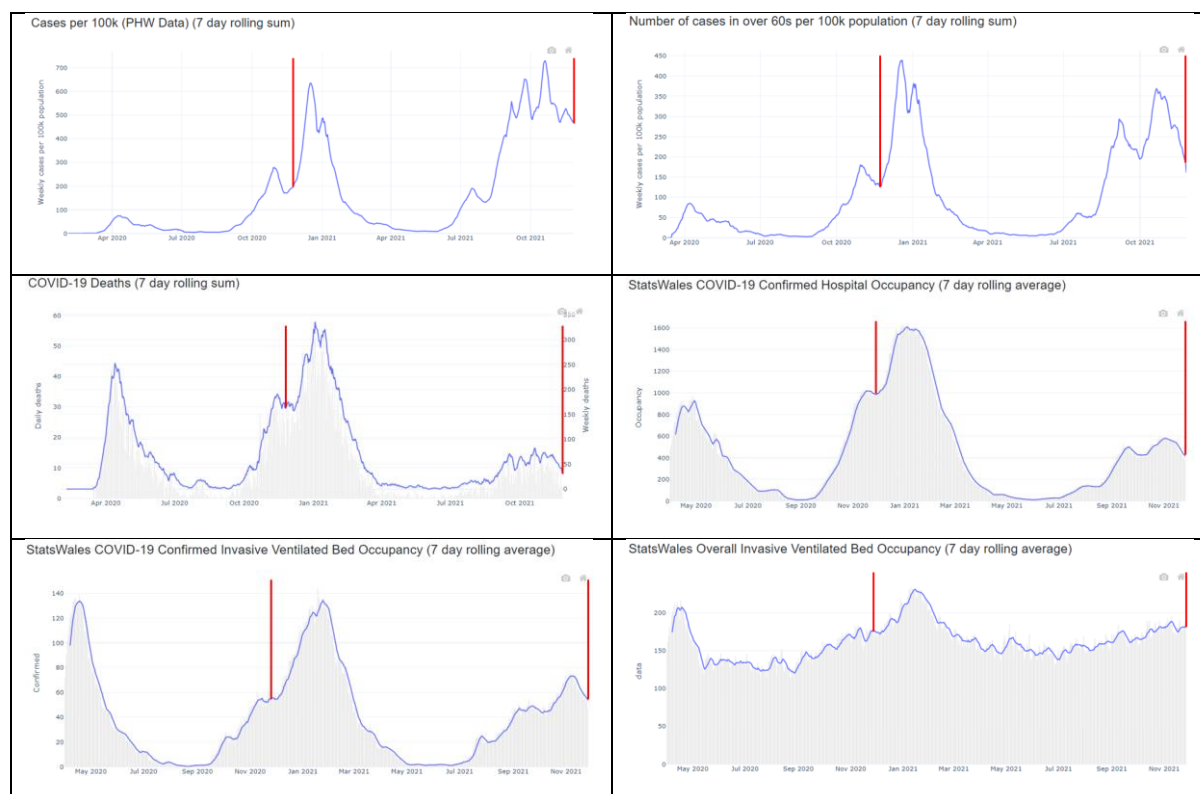 Cases per 100k (PHW Data) (7 day rolling sum)
Weekly cases per 100k population
700
600
500
400
300
200
100
0
Apr 2020
Jul 2020
Oct 2020
Jan 2021
Apr 2021
Jul 2021
Oct 2021
Number of cases in over 60s per 100k population (7 day rolling sum)
Weekly cases per 100k population
450
400
350
300
250
200
150
100
50
0
Apr 2020
Jul 2020
Oct 2020
Jan 2021
Apr 2021
Jul 2021
Oct 2021
COVID-19 Deaths (7 day rolling sum)
Daily deaths
60
50
40
30
20
10
0
350
300
250
200
150
100
50
0
Weekly deaths
Apr 2020
Jul 2020
Oct 2020
Jan 2021
Apr 2021
Jul 2021
Oct 2021
StatsWales COVID-19 Confirmed Hospital Occupancy (7 day rolling average)
Occupancy
1600
1400
1200
1000
800
600
400
200
0
May 2020
Jul 2020
Sep 2020
Nov 2020
Jan 2021
Mar 2021
May 2021
Jul 2021
Sep 2021
Nov 2021
StatsWales COVID-19 Confirmed Invasive Ventilated Bed Occupancy (7 day rolling average)
Confirmed
140
120
100
80
60
40
20
0
May 2020
Jul 2020
Sep 2020
Nov 2020
Jan 2021
Mar 2021
May 2021
Jul 2021
Sep 2021
Nov 2021
StatsWales Overall Invasive Ventilated Bed Occupancy (7 day rolling average)
data
200
150
100
50
0
May 2020
Jul 2020
Sep 2020
Nov 2020
Jan 2021
Mar 2021
May 2021
Jul 2021
Sep 2021
Nov 2021